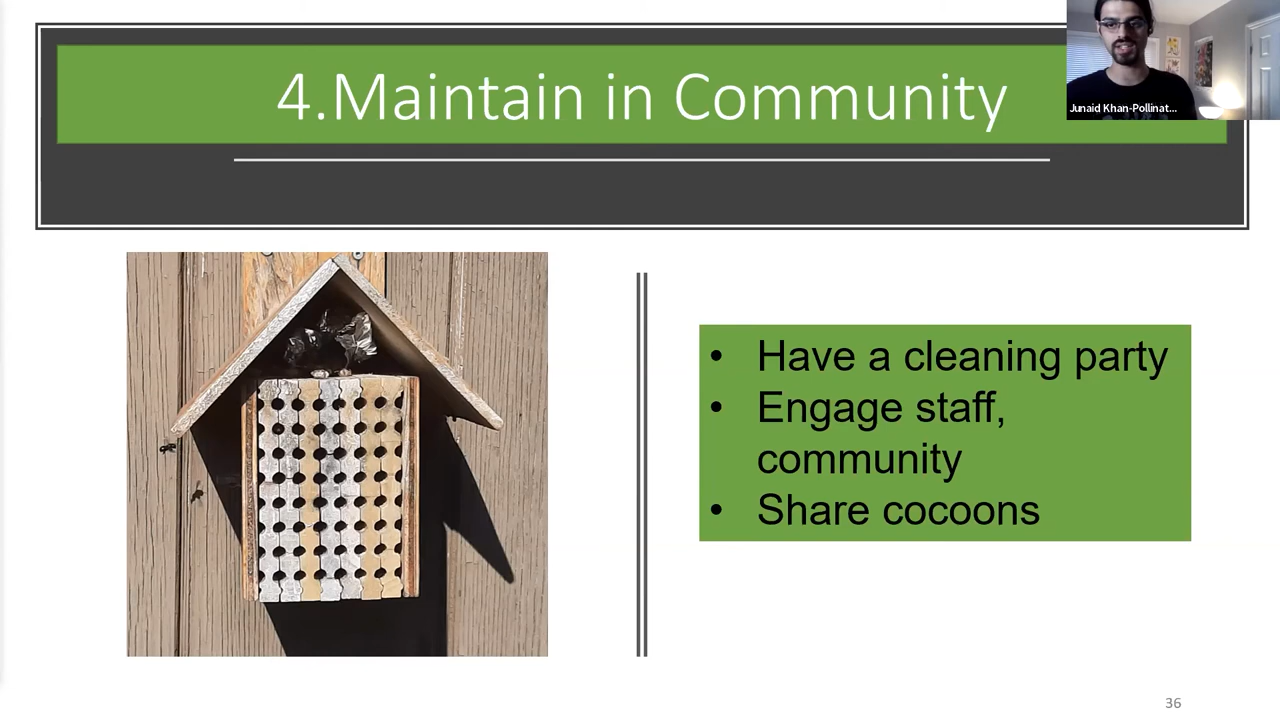 4.Maintain in Community
Junaid Khan-Pollinat...
• Have a cleaning party
• Engage staff,
community
• Share cocoons
36